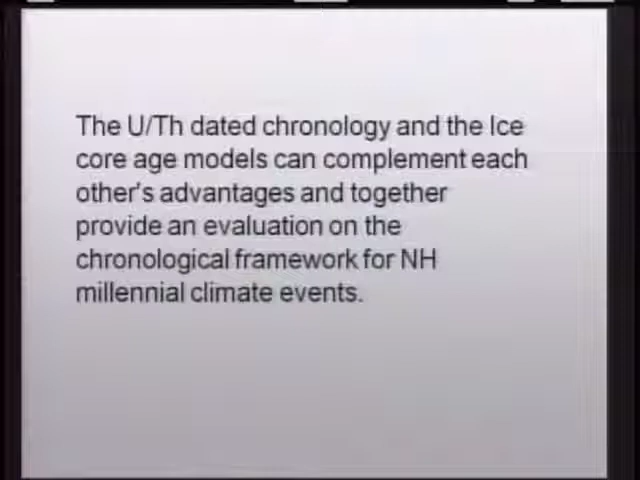 The U/Th dated chronology and the Ice
core age models can complement each
other's advantages and together
provide an evaluation on the
chronological framework for NH
millennial climate events.